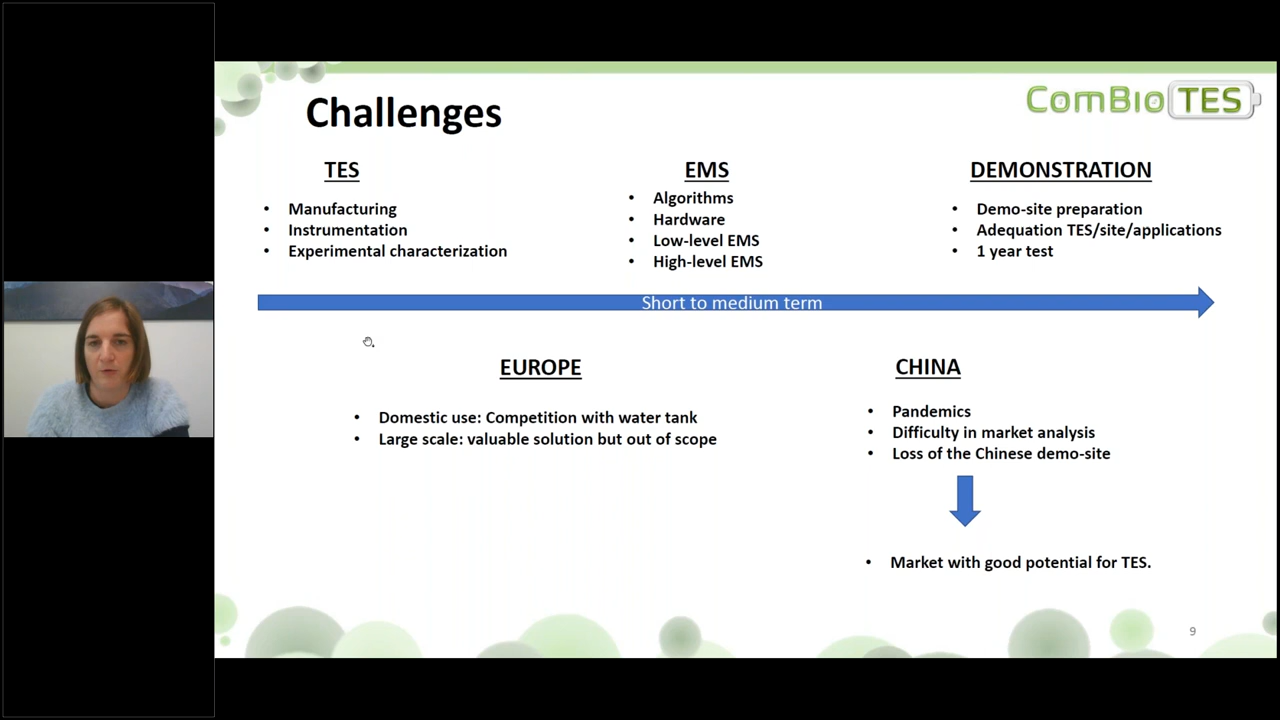 Challenges
ComBioTES
TES
• Manufacturing
• Instrumentation
• Experimental characterization
EMS
• Algorithms
• Hardware
• Low-level EMS
• High-level EMS
DEMONSTRATION
• Demo-site preparation
• Adequation TES/site/applications
• 1 year test
Short to medium term
EUROPE
• Domestic use: Competition with water tank
• Large scale: valuable solution but out of scope
CHINA
• Pandemics
• Difficulty in market analysis
• Loss of the Chinese demo-site
• Market with good potential for TES.
9